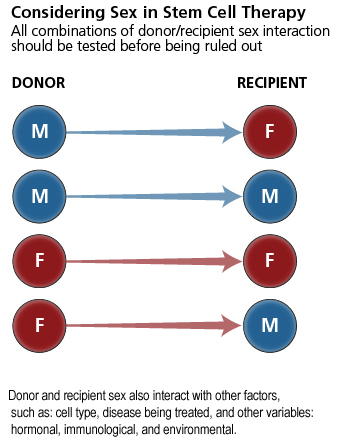 Considering Sex in Stem Cell Therapy
All combinations of donor/recipient sex interaction
should be tested before being ruled out
DONOR RECIPIENT
M F
M M
F F
F M
Donor and recipient sex also interact with other factors,
such as: cell type, disease being treated, and other variables:
hormonal, immunological, and environmental.